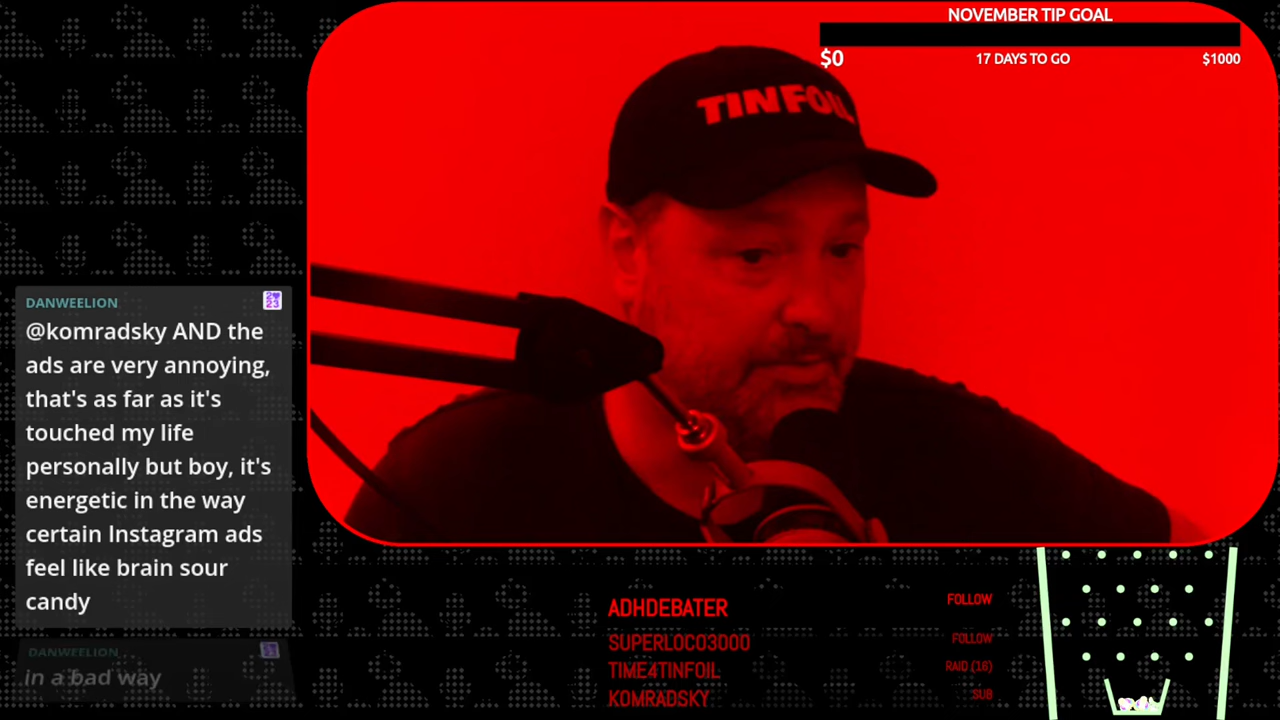 NOVEMBER TIP GOAL
$0
17 DAYS TO GO
$1000
TINFOIL
DANWEELION
@komradsky AND the
ads are very annoying,
that's as far as it's
touched my life
personally but boy, it's
energetic in the way
certain Instagram ads
feel like brain sour
candy
DANWEELION
in a bad way
ADHDEBATER FOLLOW
SUPERLOCO3000 FOLLOW
TIME4TINFOIL RAID (16)
KOMRADSKY SUB